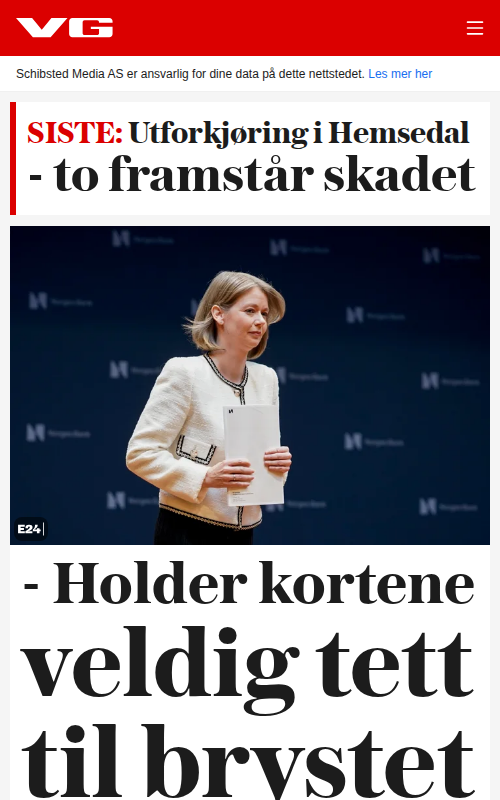 VG
Schibsted Media AS er ansvarlig for dine data på dette nettstedet. Les mer her
SISTE: Utforkjøring i Hemsedal
- to framstår skadet
E24
- Holder kortene
veldig tett
til brystet